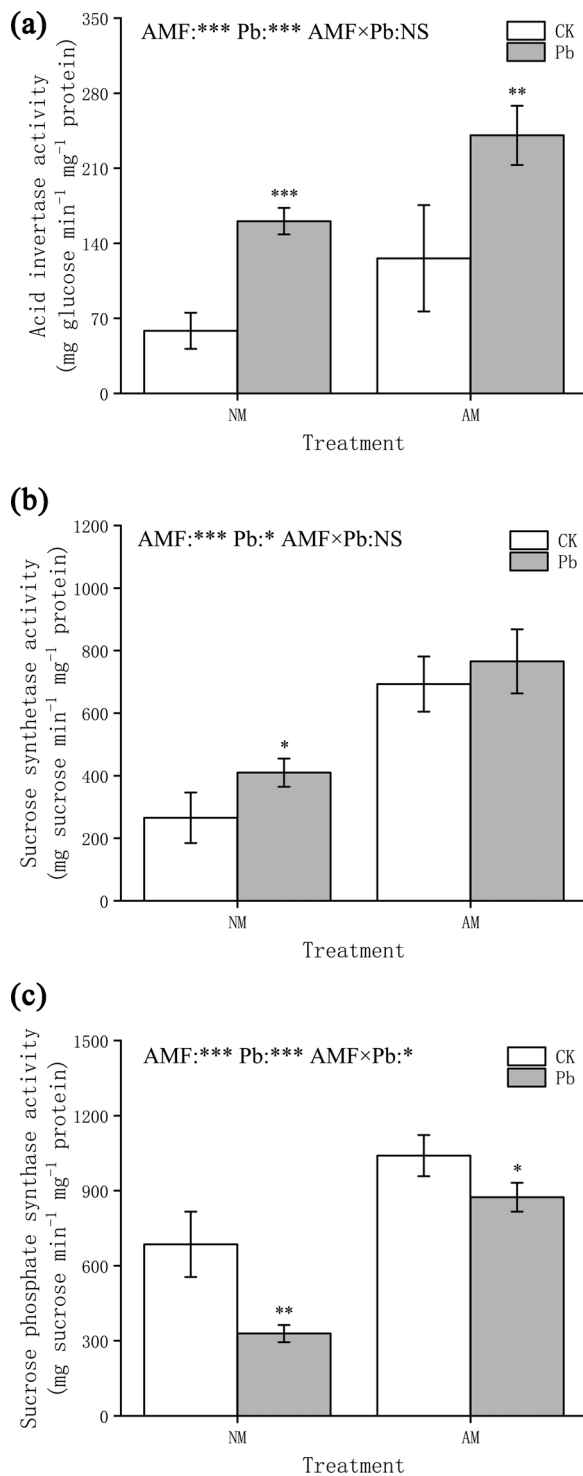 (a)
AMF:*** Pb:*** AMF×Pb:NS
CK
Pb
Acid invertase activity
(mg glucose min⁻¹ mg⁻¹ protein)
350
280
210
140
70
0
***
**
NM
AM
Treatment
(b)
AMF:*** Pb:* AMF×Pb:NS
CK
Pb
Sucrose synthetase activity
(mg sucrose min⁻¹ mg⁻¹ protein)
1200
1000
800
600
400
200
0
*
NM
AM
Treatment
(c)
AMF:*** Pb:*** AMF×Pb:*
CK
Pb
Sucrose phosphate synthase activity
(mg sucrose min⁻¹ mg⁻¹ protein)
1500
1200
900
600
300
0
**
*
NM
AM
Treatment